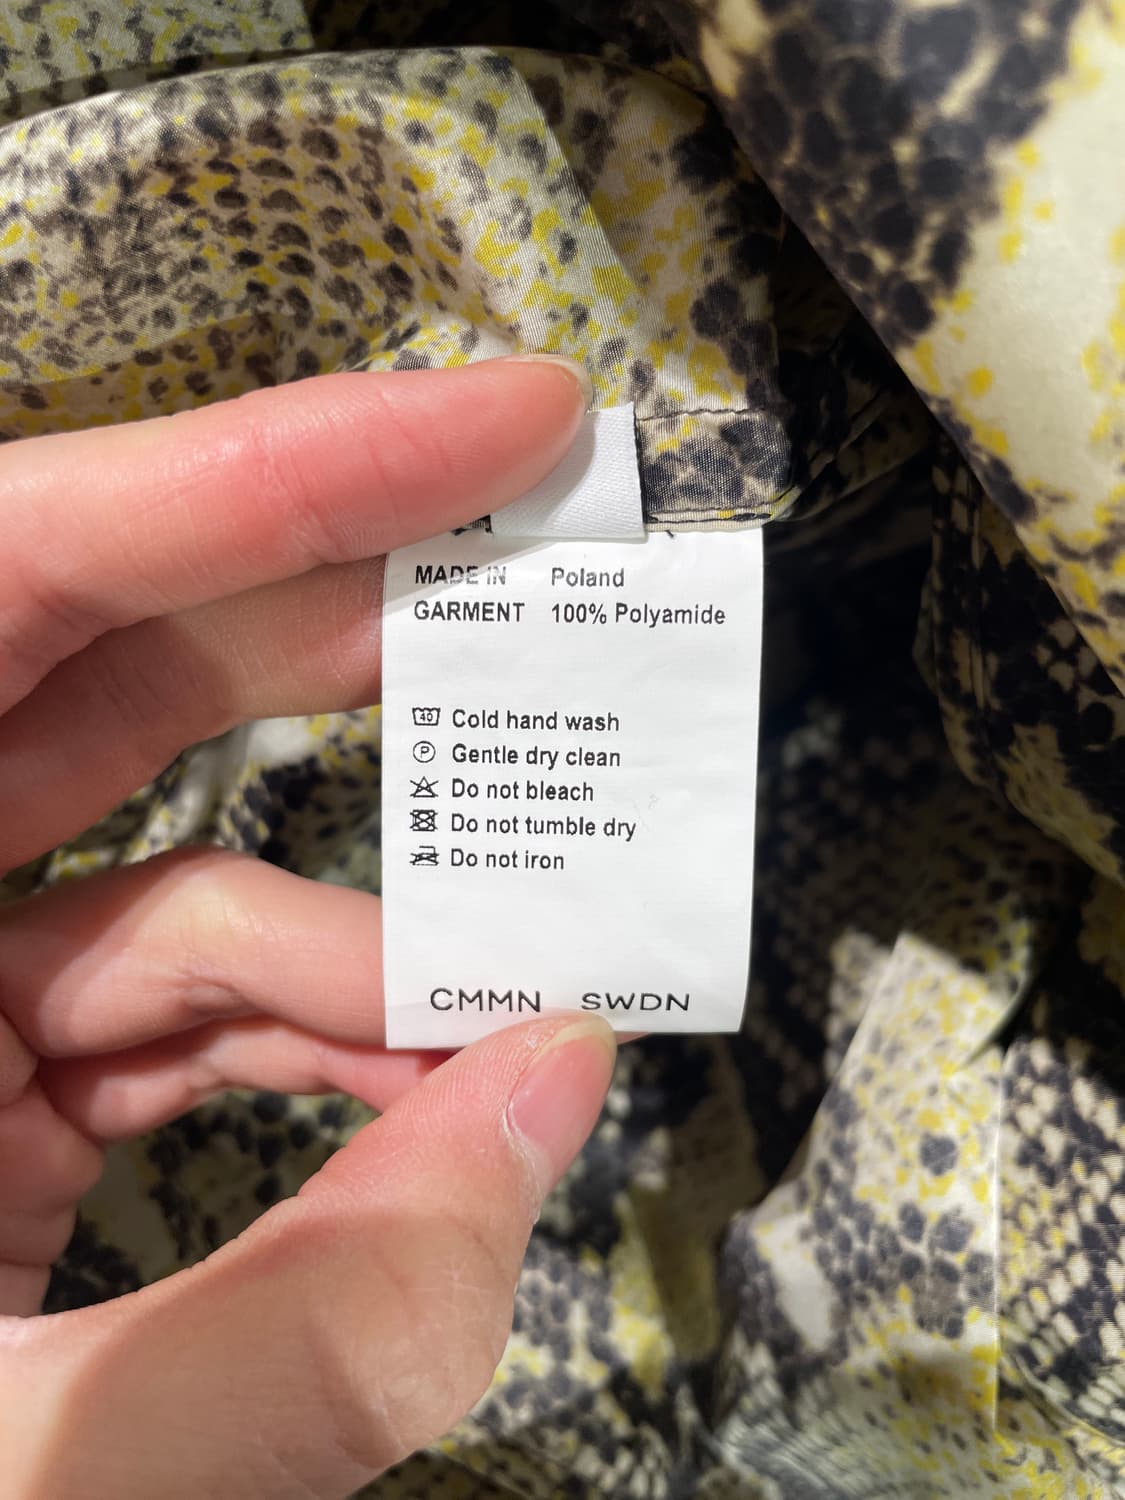 MADE IN Poland
GARMENT 100% Polyamide
40 Cold hand wash
P Gentle dry clean
Do not bleach
Do not tumble dry
Do not iron
CMMN SWDN